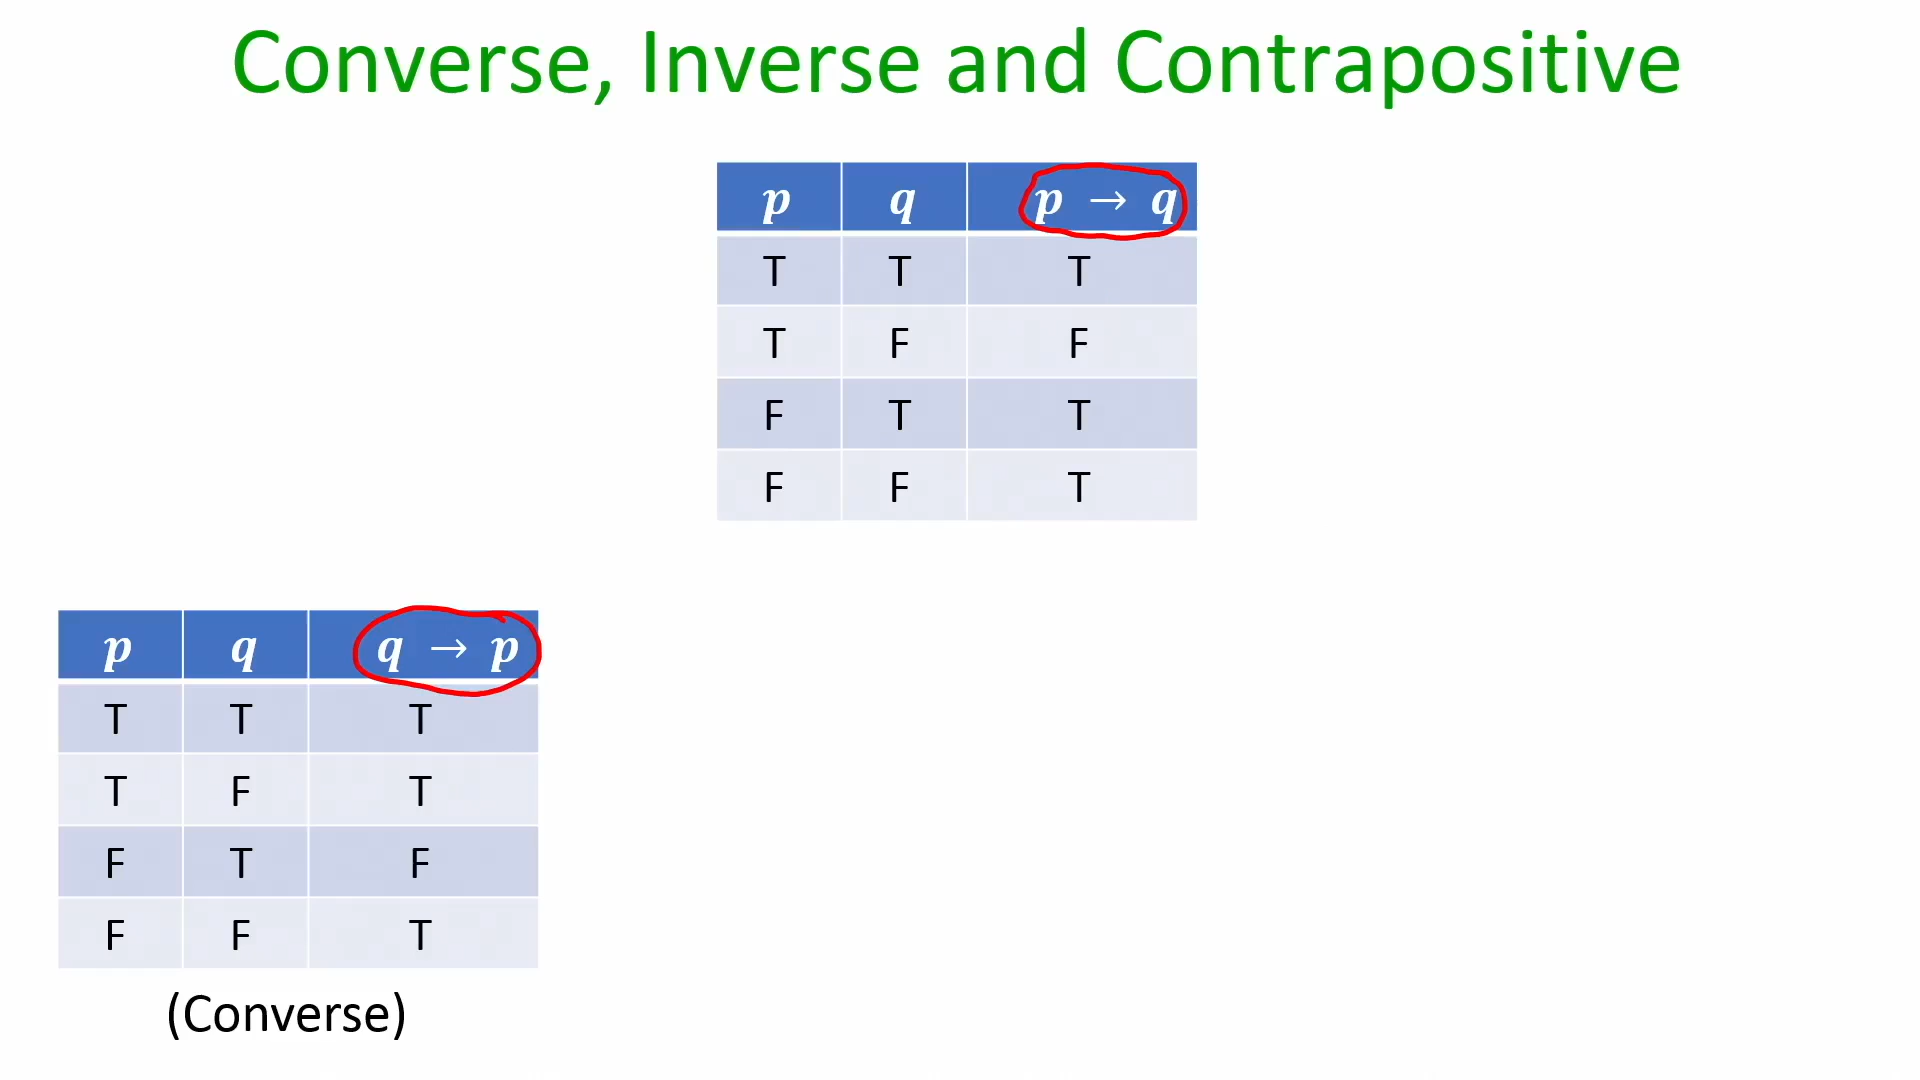 Converse, Inverse and Contrapositive
p q p → q
T T T
T F F
F T T
F F T
p q q → p
T T T
T F T
F T F
F F T
(Converse)